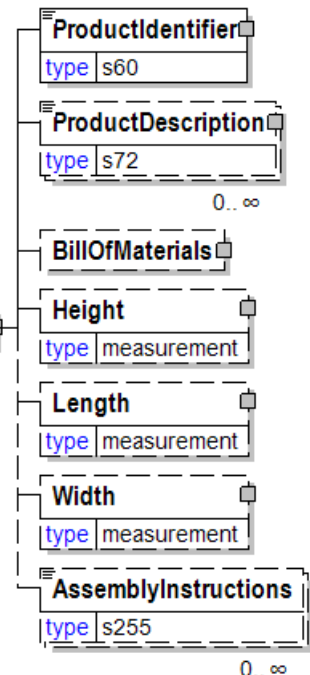 ProductIdentifier
type s60
ProductDescription
type s72
0.. ∞
BillOfMaterials
Height
type measurement
Length
type measurement
Width
type measurement
AssemblyInstructions
type s255
0.. ∞